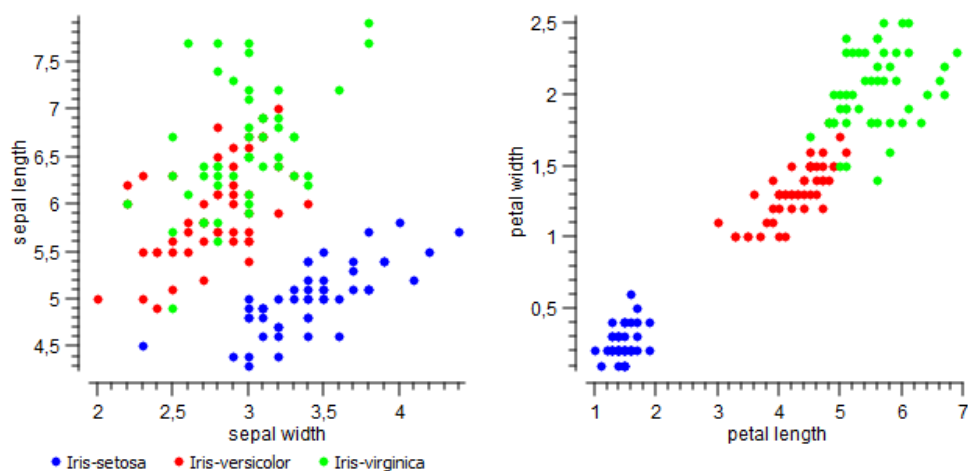 sepal length
7,5
7
6,5
6
5,5
5
4,5
2 2,5 3 3,5 4
sepal width
petal width
2,5
2
1,5
1
0,5
1 2 3 4 5 6 7
petal length
Iris-setosa Iris-versicolor Iris-virginica